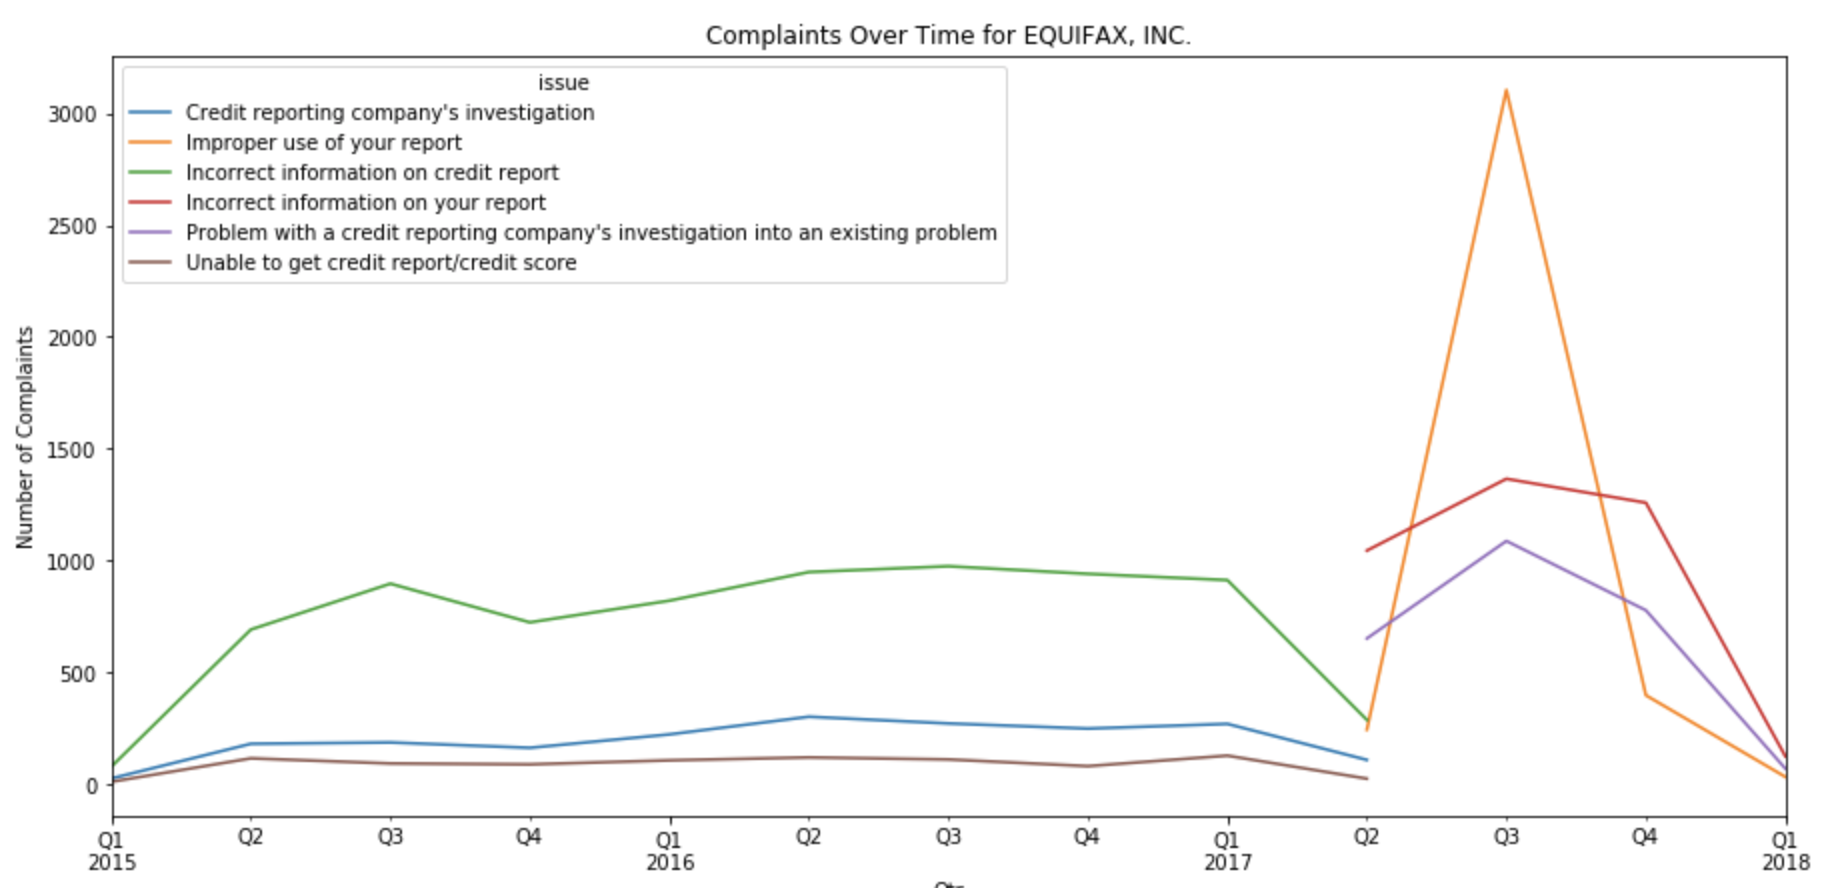 Complaints Over Time for EQUIFAX, INC.
issue
Credit reporting company's investigation
Improper use of your report
Incorrect information on credit report
Incorrect information on your report
Problem with a credit reporting company's investigation into an existing problem
Unable to get credit report/credit score
Number of Complaints
3000
2500
2000
1500
1000
500
0
Q1 Q2 Q3 Q4 Q1 Q2 Q3 Q4 Q1 Q2 Q3 Q4 Q1
2015 2016 2017 2018